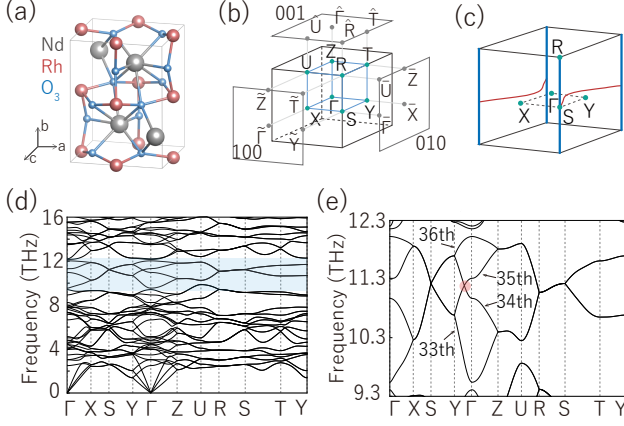 (a)
Nd
Rh
O₃
b
a
c
(b)
001
Û Γ̂ R̂ T̂
Z
U R T
Z̃ T̃
Γ̃ Ỹ
X Γ S Y
Z̄
Ū
X̄
Γ̄
100
010
(c)
R
X Γ S Y
(d)
Frequency (THz)
16
12
8
4
0
Γ X S Y Γ Z U R S T Y
(e)
Frequency (THz)
12.3
11.3
10.3
9.3
36th
35th
34th
33th
Γ X S Y Γ Z U R S T Y